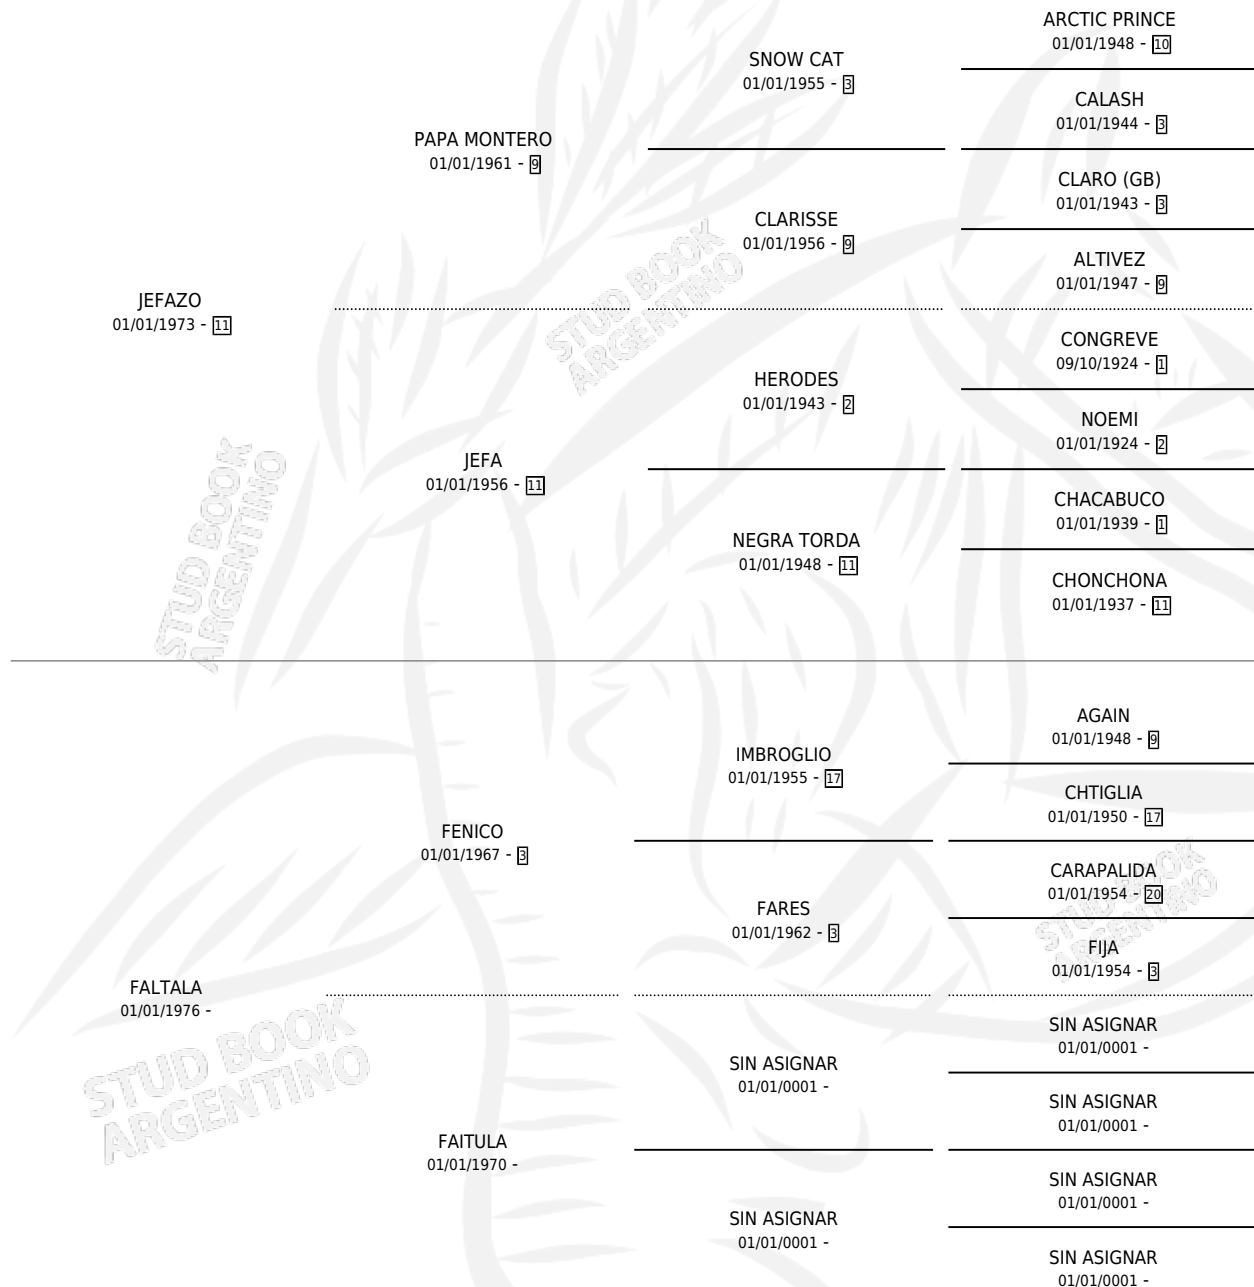 ARCTIC PRINCE
01/01/1948 - 10
SNOW CAT
01/01/1955 - 3
CALASH
01/01/1944 - 3
PAPA MONTERO
01/01/1961 - 9
CLARO (GB)
01/01/1943 - 3
CLARISSE
01/01/1956 - 9
ALTIVEZ
01/01/1947 - 9
JEFAZO
01/01/1973 - 11
CONGREVE
09/10/1924 - 1
HERODES
01/01/1943 - 2
NOEMI
01/01/1924 - 2
JEFA
01/01/1956 - 11
CHACABUCO
01/01/1939 - 1
NEGRA TORDA
01/01/1948 - 11
CHONCHONA
01/01/1937 - 11
AGAIN
01/01/1948 - 9
IMBROGLIO
01/01/1955 - 17
CHTIGLIA
01/01/1950 - 17
FENICO
01/01/1967 - 3
CARAPALIDA
01/01/1954 - 20
FARES
01/01/1962 - 3
FIJA
01/01/1954 - 3
FALTALA
01/01/1976 -
SIN ASIGNAR
01/01/0001 -
SIN ASIGNAR
01/01/0001 -
SIN ASIGNAR
01/01/0001 -
FAITULA
01/01/1970 -
SIN ASIGNAR
01/01/0001 -
SIN ASIGNAR
01/01/0001 -
SIN ASIGNAR
01/01/0001 -
STUD BOOK
ARGENTINO
STUD BOOK
ARGENTINO
STUD BOOK
ARGENTINO
STUD BOOK
ARGENTINO